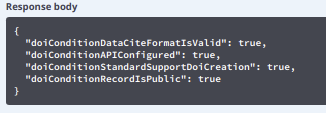 Response body
{
  "doiConditionDataCiteFormatIsValid": true,
  "doiConditionAPIConfigured": true,
  "doiConditionStandardSupportDoiCreation": true,
  "doiConditionRecordIsPublic": true
}